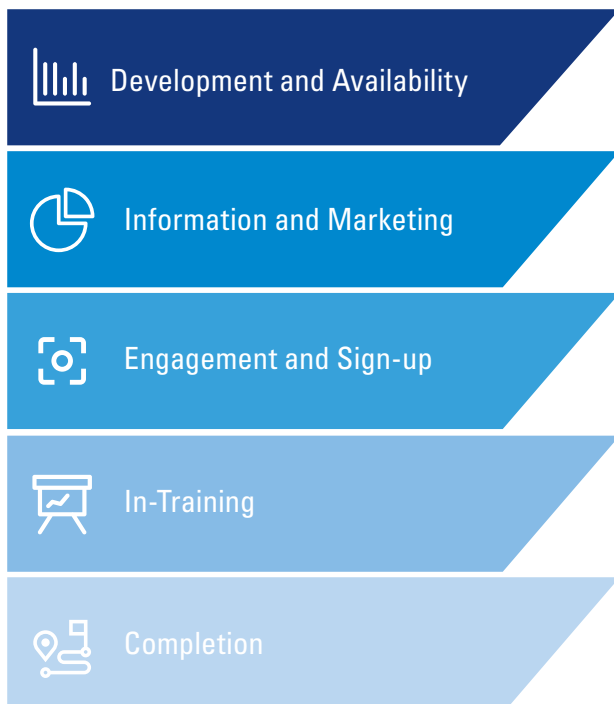 Development and Availability
Information and Marketing
Engagement and Sign-up
In-Training
Completion